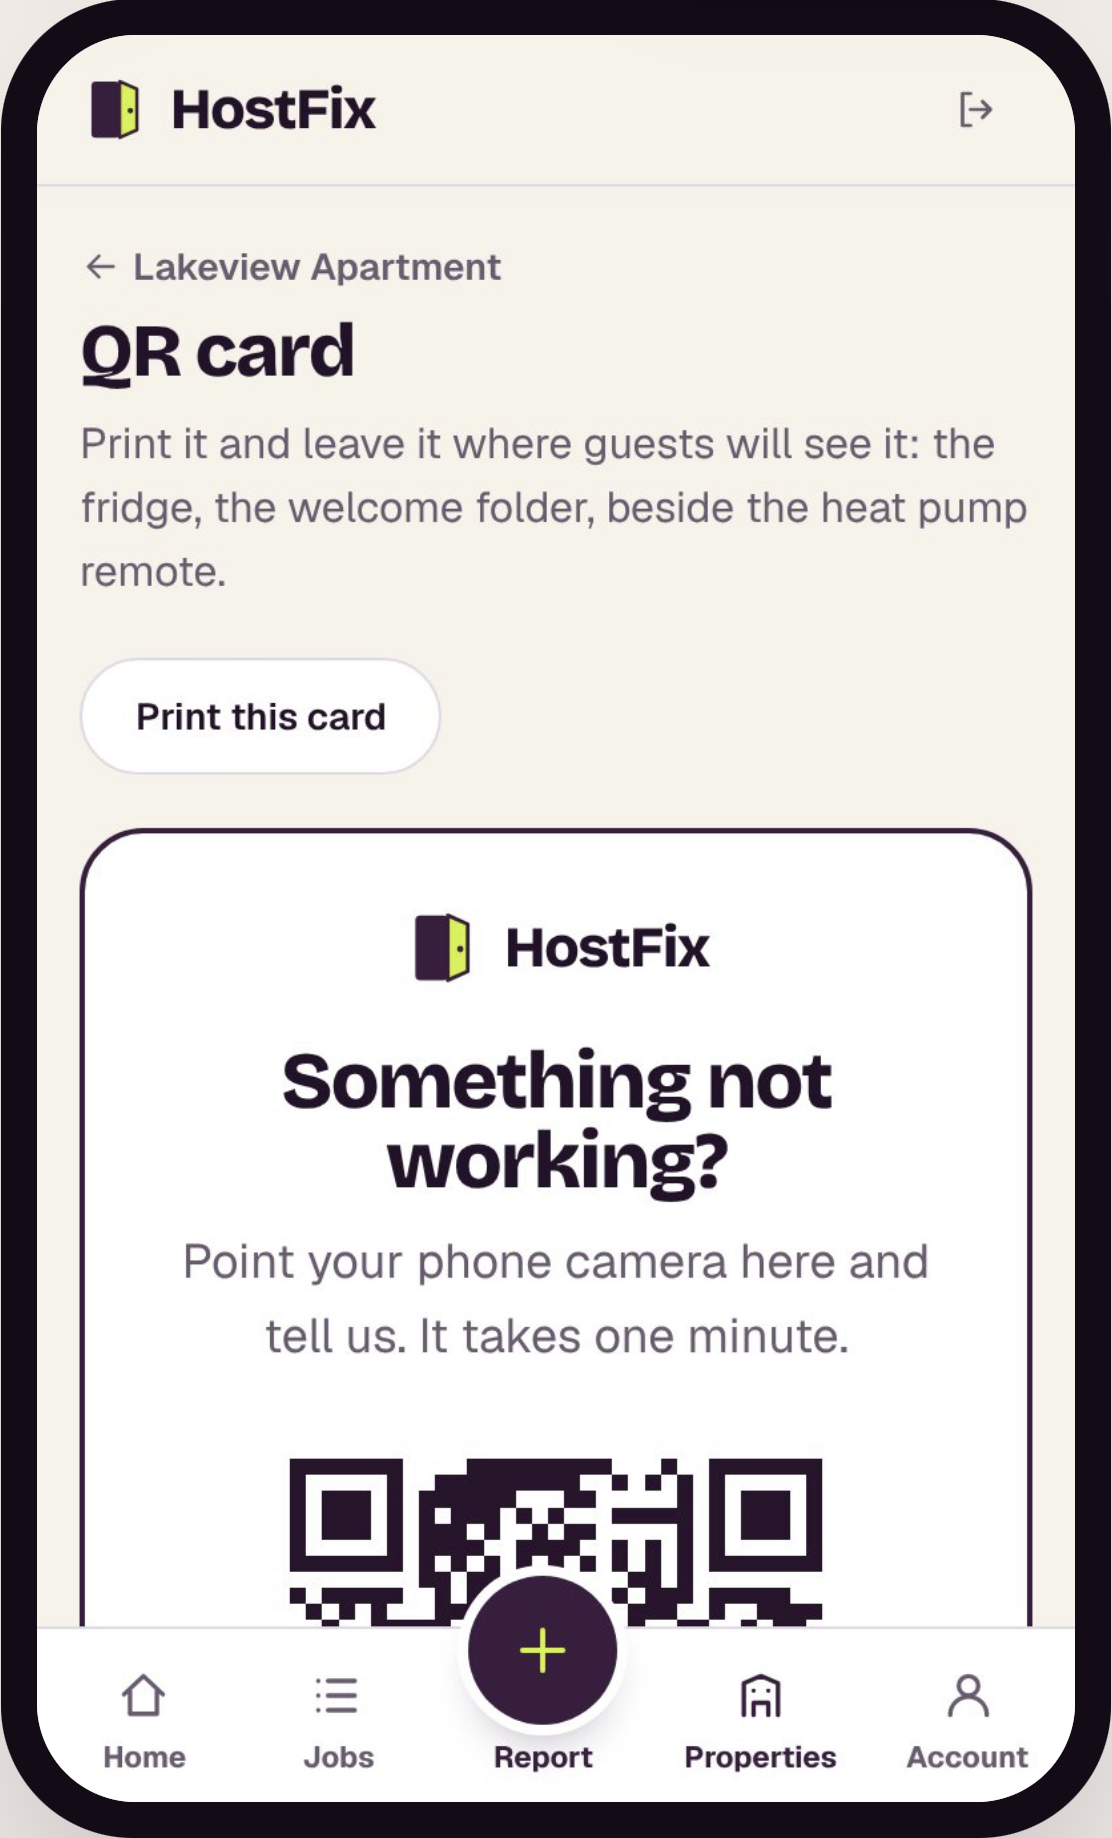 HostFix
← Lakeview Apartment
QR card
Print it and leave it where guests will see it: the
fridge, the welcome folder, beside the heat pump
remote.
Print this card
HostFix
Something not
working?
Point your phone camera here and
tell us. It takes one minute.
Home Jobs Report Properties Account